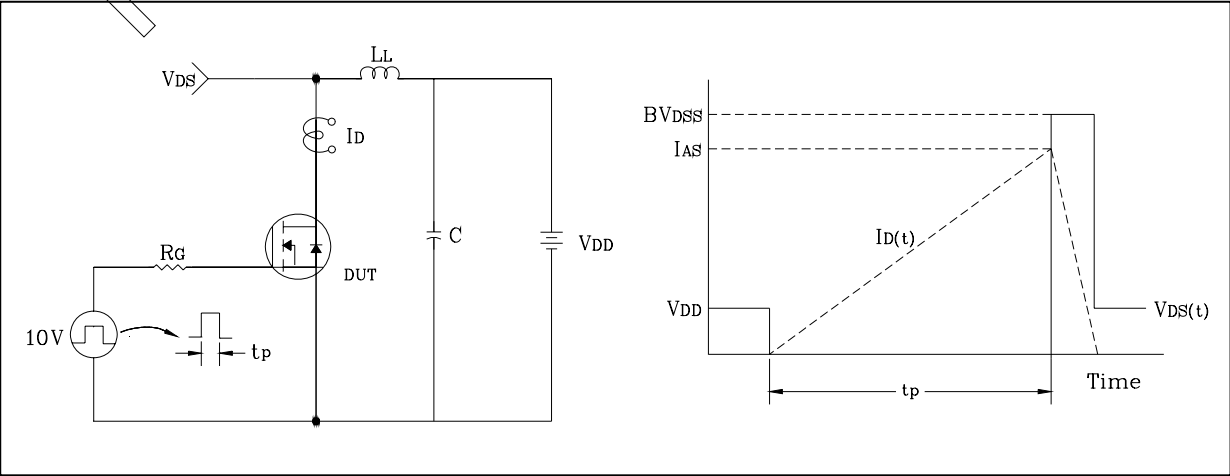 LL
VDS
ID
C
VDD
RG
DUT
10V
tp
BVDSS
IAS
ID(t)
VDD
VDS(t)
Time
tp